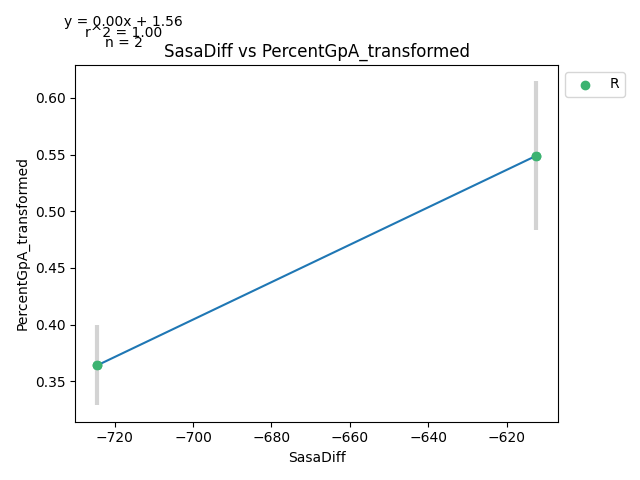 y = 0.00x + 1.56
r^2 = 1.00
n = 2
SasaDiff vs PercentGpA_transformed
R
PercentGpA_transformed
0.60
0.55
0.50
0.45
0.40
0.35
−720 −700 −680 −660 −640 −620
SasaDiff